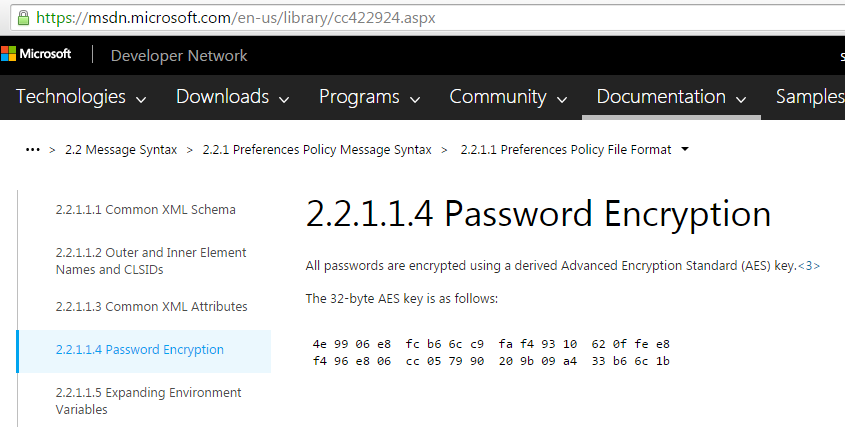 https://msdn.microsoft.com/en-us/library/cc422924.aspx
Microsoft Developer Network
Technologies Downloads Programs Community Documentation Samples
••• > 2.2 Message Syntax > 2.2.1 Preferences Policy Message Syntax > 2.2.1.1 Preferences Policy File Format
2.2.1.1.1 Common XML Schema
2.2.1.1.2 Outer and Inner Element
Names and CLSIDs
2.2.1.1.3 Common XML Attributes
2.2.1.1.4 Password Encryption
2.2.1.1.5 Expanding Environment
Variables
2.2.1.1.4 Password Encryption
All passwords are encrypted using a derived Advanced Encryption Standard (AES) key.<3>
The 32-byte AES key is as follows:
4e 99 06 e8  fc b6 6c c9  fa f4 93 10  62 0f fe e8
f4 96 e8 06  cc 05 79 90  20 9b 09 a4  33 b6 6c 1b